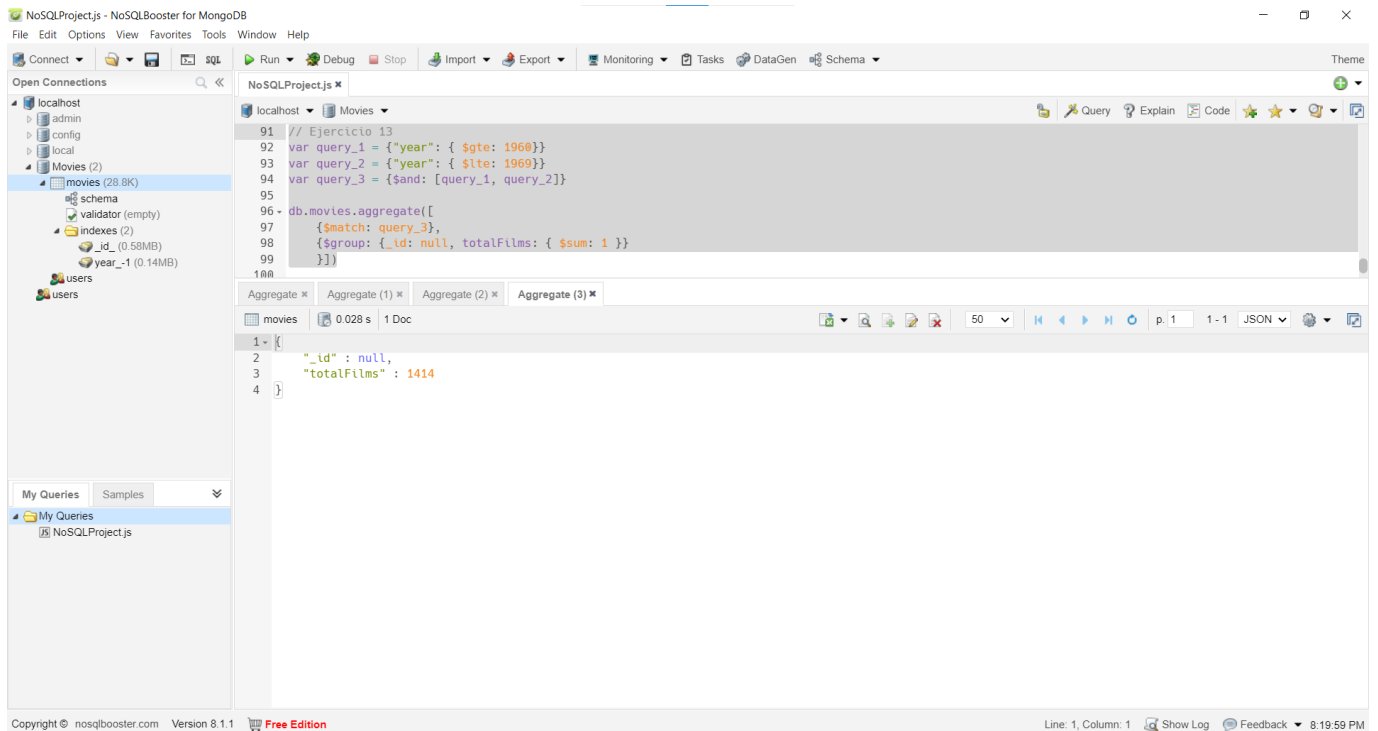 NoSQLProject.js - NoSQLBooster for MongoDB
File Edit Options View Favorites Tools Window Help
Connect SQL Run Debug Stop Import Export Monitoring Tasks DataGen Schema Theme
Open Connections
localhost
admin
config
local
Movies (2)
movies (28.8K)
schema
validator (empty)
indexes (2)
_id_ (0.58MB)
year_-1 (0.14MB)
users
users
My Queries Samples
My Queries
JS NoSQLProject.js
NoSQLProject.js
localhost Movies Query Explain Code
91 // Ejercicio 13
92 var query_1 = {"year": { $gte: 1960}}
93 var query_2 = {"year": { $lte: 1969}}
94 var query_3 = {$and: [query_1, query_2]}
95
96 db.movies.aggregate([
97 {$match: query_3},
98 {$group: {_id: null, totalFilms: { $sum: 1 }}
99 }])
100
Aggregate Aggregate (1) Aggregate (2) Aggregate (3)
movies 0.028 s 1 Doc 50 p. 1 1 - 1 JSON
1 {
2 "_id" : null,
3 "totalFilms" : 1414
4 }
Copyright © nosqlbooster.com Version 8.1.1 Free Edition Line: 1, Column: 1 Show Log Feedback 8:19:59 PM